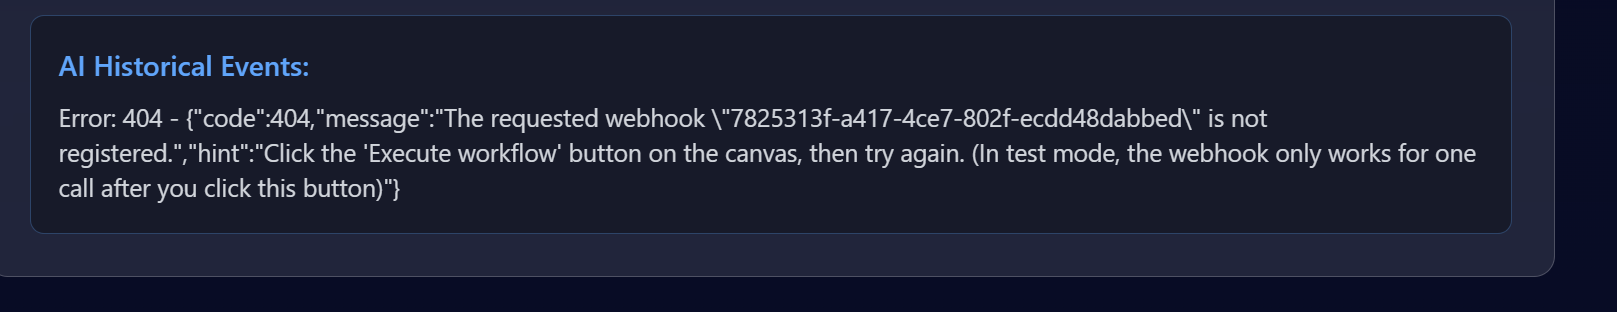 AI Historical Events:
Error: 404 - {"code":404,"message":"The requested webhook \"7825313f-a417-4ce7-802f-ecdd48dabbed\" is not
registered.","hint":"Click the 'Execute workflow' button on the canvas, then try again. (In test mode, the webhook only works for one
call after you click this button)"}